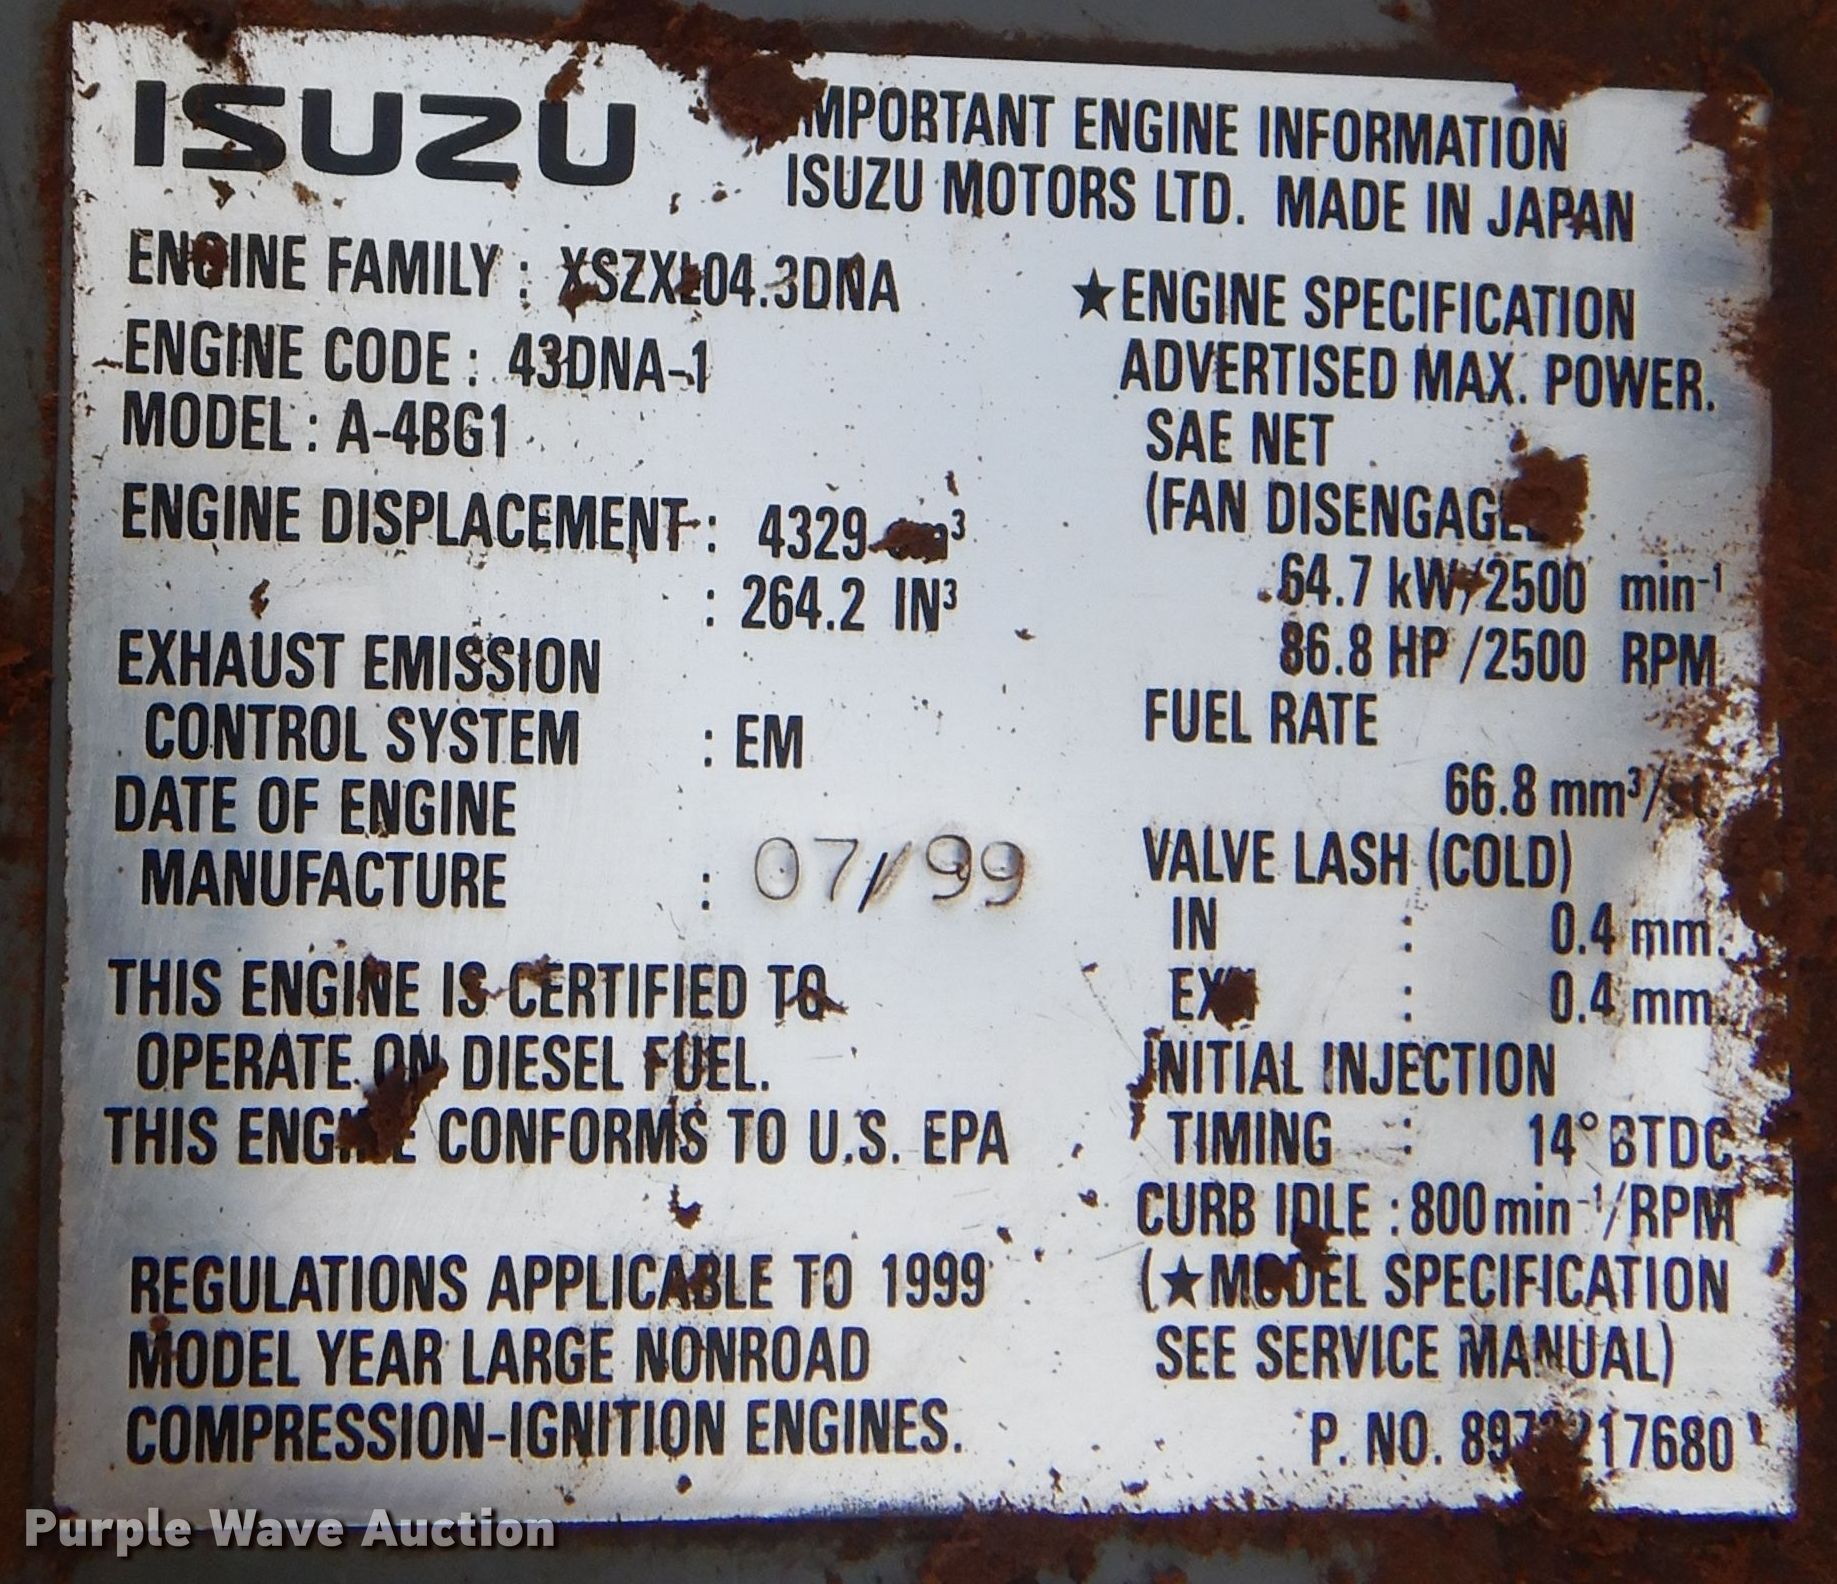 ISUZU
IMPORTANT ENGINE INFORMATION
ISUZU MOTORS LTD. MADE IN JAPAN
ENGINE FAMILY : XSZXL04.3DNA
ENGINE CODE : 43DNA-1
MODEL : A-4BG1
ENGINE DISPLACEMENT : 4329 cm³
: 264.2 IN³
EXHAUST EMISSION
CONTROL SYSTEM : EM
DATE OF ENGINE
MANUFACTURE : 07/99
THIS ENGINE IS CERTIFIED TO
OPERATE ON DIESEL FUEL.
THIS ENGINE CONFORMS TO U.S. EPA
REGULATIONS APPLICABLE TO 1999
MODEL YEAR LARGE NONROAD
COMPRESSION-IGNITION ENGINES.
★ENGINE SPECIFICATION
ADVERTISED MAX. POWER.
SAE NET
(FAN DISENGAGED)
64.7 kW/2500 min⁻¹
86.8 HP /2500 RPM
FUEL RATE
66.8 mm³/st.
VALVE LASH (COLD)
IN : 0.4 mm
EXH : 0.4 mm
INITIAL INJECTION
TIMING : 14° BTDC
CURB IDLE : 800 min⁻¹/RPM
(★MODEL SPECIFICATION
SEE SERVICE MANUAL)
P. NO.
Purple Wave Auction